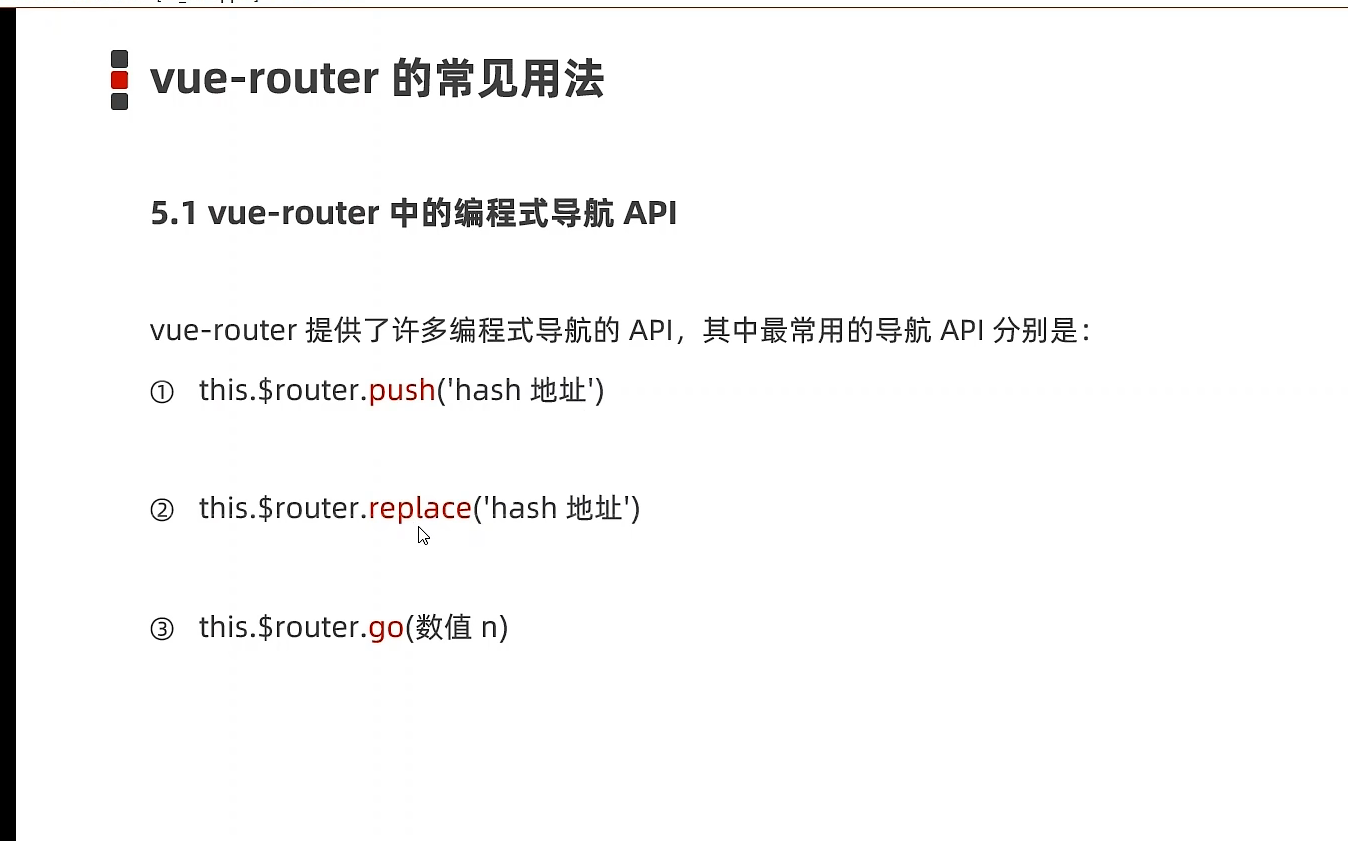 vue-router 的常见用法
5.1 vue-router 中的编程式导航 API
vue-router 提供了许多编程式导航的 API，其中最常用的导航 API 分别是：
① this.$router.push('hash 地址')
② this.$router.replace('hash 地址')
③ this.$router.go(数值 n)